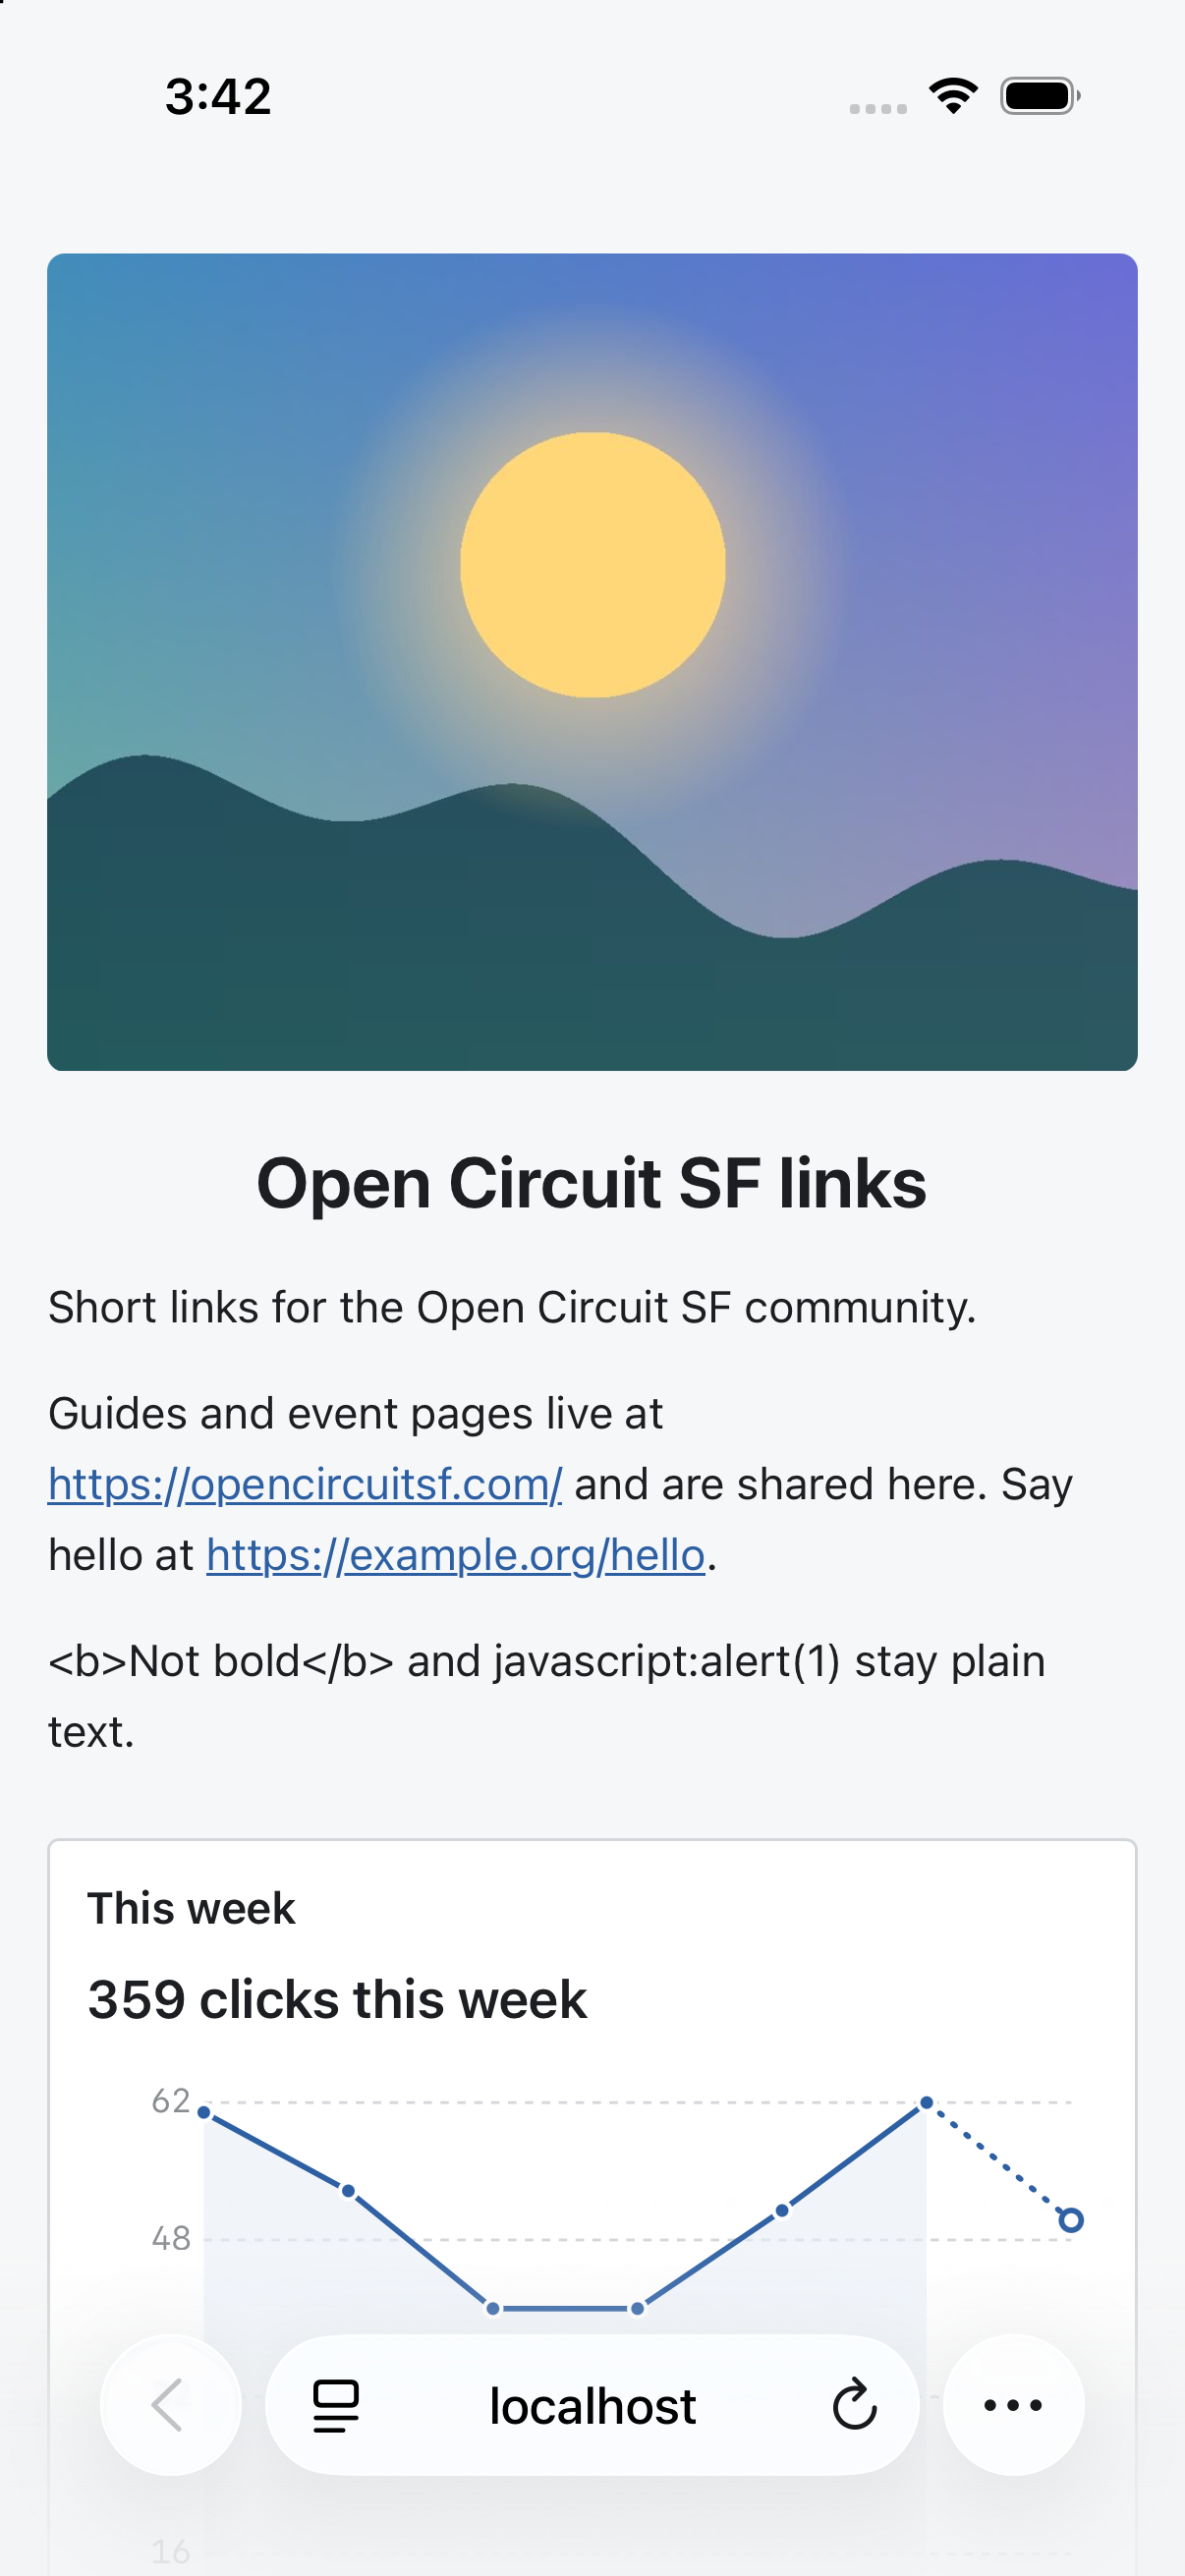 3:42
Open Circuit SF links
Short links for the Open Circuit SF community.
Guides and event pages live at
https://opencircuitsf.com/ and are shared here. Say
hello at https://example.org/hello.
<b>Not bold</b> and javascript:alert(1) stay plain
text.
This week
359 clicks this week
62
48
localhost
16